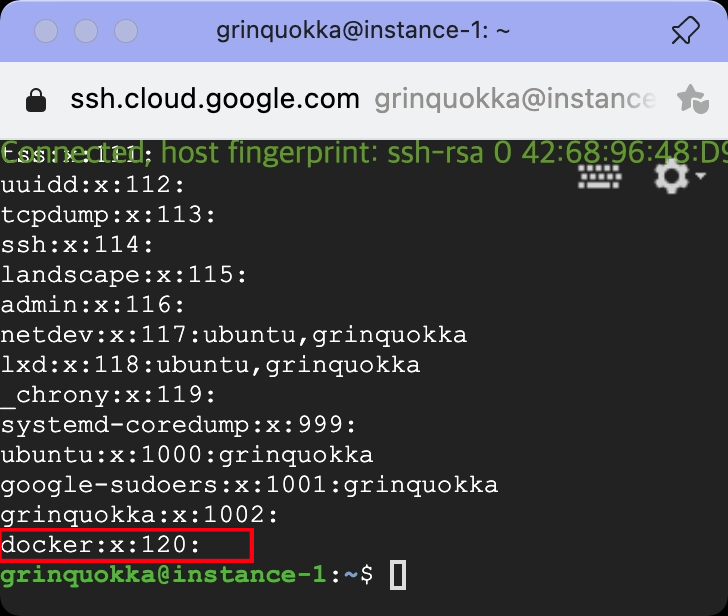 grinquokka@instance-1: ~
ssh.cloud.google.com grinquokka@instance
Connected, host fingerprint: ssh-rsa 0 42:68:96:48:D9
tss:x:111:
uuidd:x:112:
tcpdump:x:113:
ssh:x:114:
landscape:x:115:
admin:x:116:
netdev:x:117:ubuntu,grinquokka
lxd:x:118:ubuntu,grinquokka
_chrony:x:119:
systemd-coredump:x:999:
ubuntu:x:1000:grinquokka
google-sudoers:x:1001:grinquokka
grinquokka:x:1002:
docker:x:120:
grinquokka@instance-1:~$